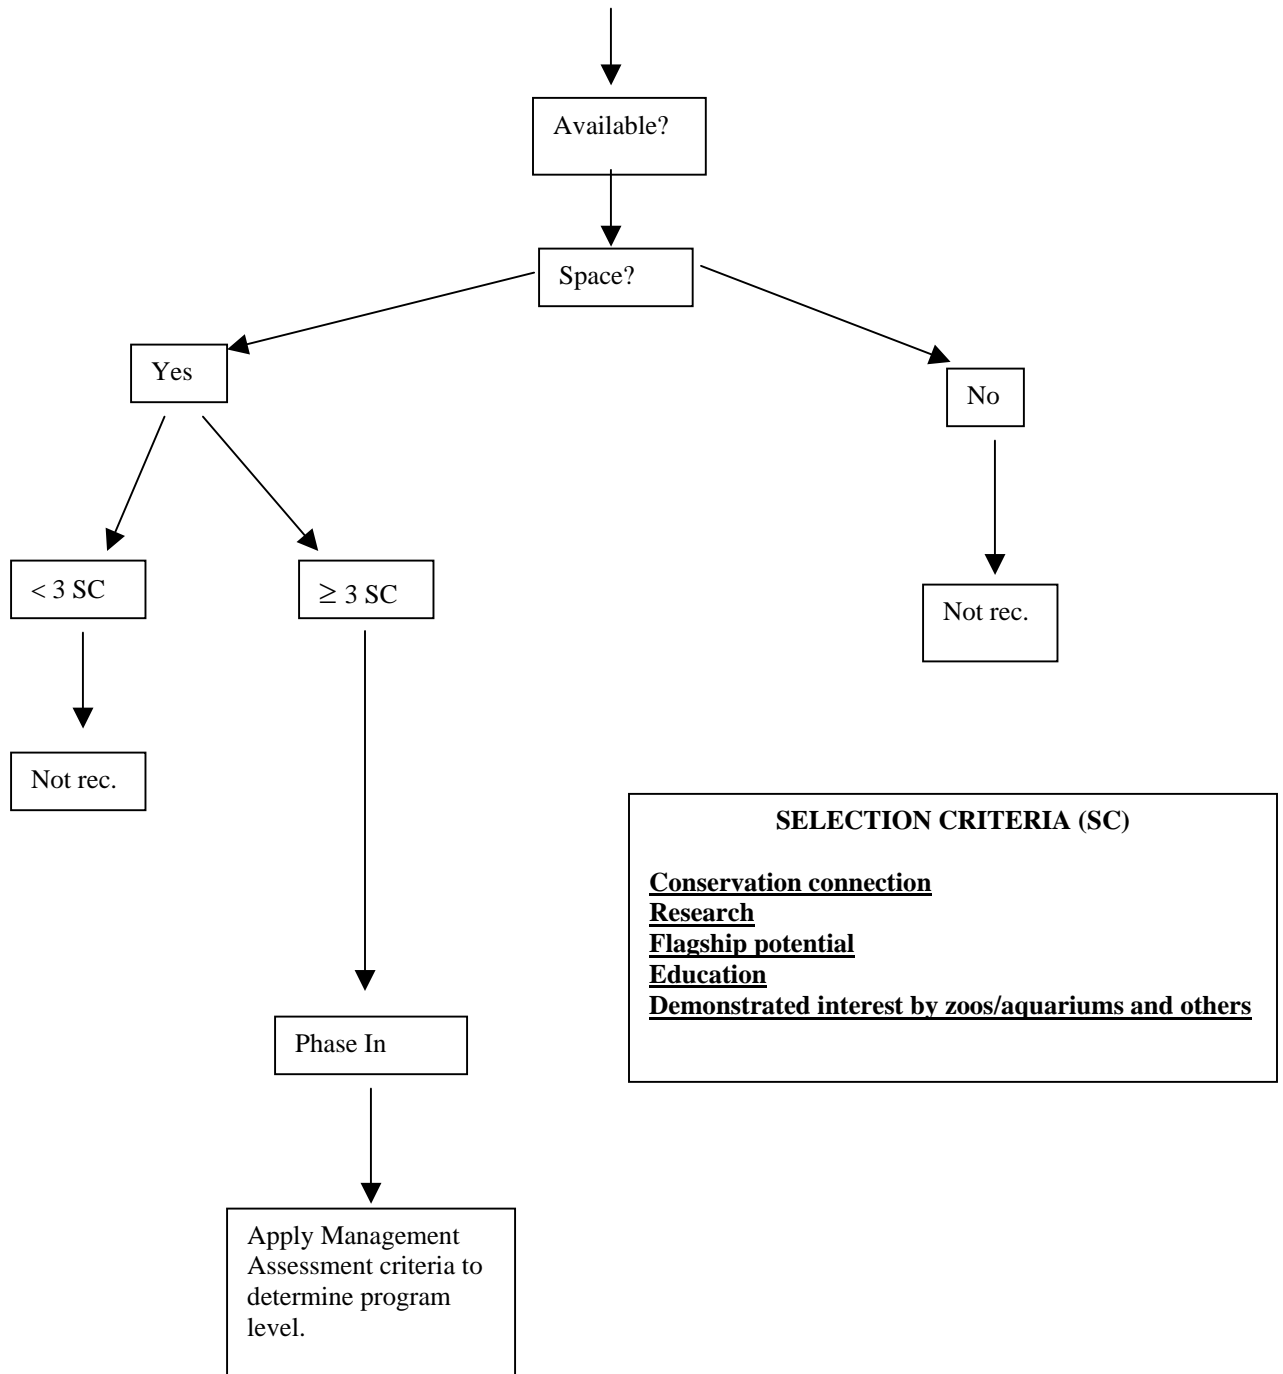 Available?
Space?
Yes
No
< 3 SC
≥ 3 SC
Not rec.
Not rec.
SELECTION CRITERIA (SC)
Conservation connection
Research
Flagship potential
Education
Demonstrated interest by zoos/aquariums and others
Phase In
Apply Management
Assessment criteria to
determine program
level.